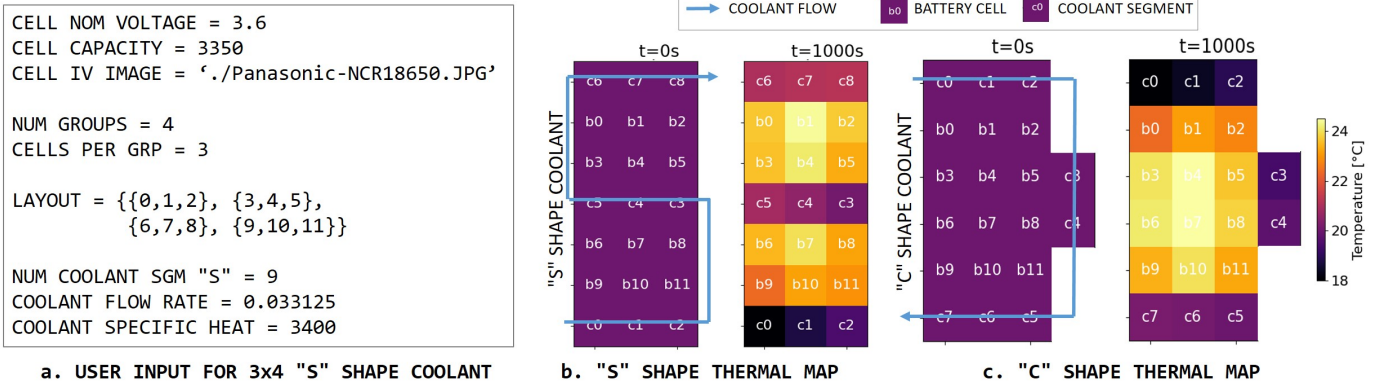 CELL NOM VOLTAGE = 3.6
CELL CAPACITY = 3350
CELL IV IMAGE = ‘./Panasonic-NCR18650.JPG’
NUM GROUPS = 4
CELLS PER GRP = 3
LAYOUT = {{0,1,2}, {3,4,5},
{6,7,8}, {9,10,11}}
NUM COOLANT SGM "S" = 9
COOLANT FLOW RATE = 0.033125
COOLANT SPECIFIC HEAT = 3400
a. USER INPUT FOR 3x4 "S" SHAPE COOLANT
COOLANT FLOW b0 BATTERY CELL c0 COOLANT SEGMENT
"S" SHAPE COOLANT
t=0s
c6 c7 c8
b0 b1 b2
b3 b4 b5
c5 c4 c3
b6 b7 b8
b9 b10 b11
c0 c1 c2
t=1000s
c6 c7 c8
b0 b1 b2
b3 b4 b5
c5 c4 c3
b6 b7 b8
b9 b10 b11
c0 c1 c2
b. "S" SHAPE THERMAL MAP
"C" SHAPE COOLANT
t=0s
c0 c1 c2
b0 b1 b2
b3 b4 b5 c3
b6 b7 b8 c4
b9 b10 b11
c7 c6 c5
t=1000s
c0 c1 c2
b0 b1 b2
b3 b4 b5 c3
b6 b7 b8 c4
b9 b10 b11
c7 c6 c5
24
22
20
18
Temperature [°C]
c. "C" SHAPE THERMAL MAP